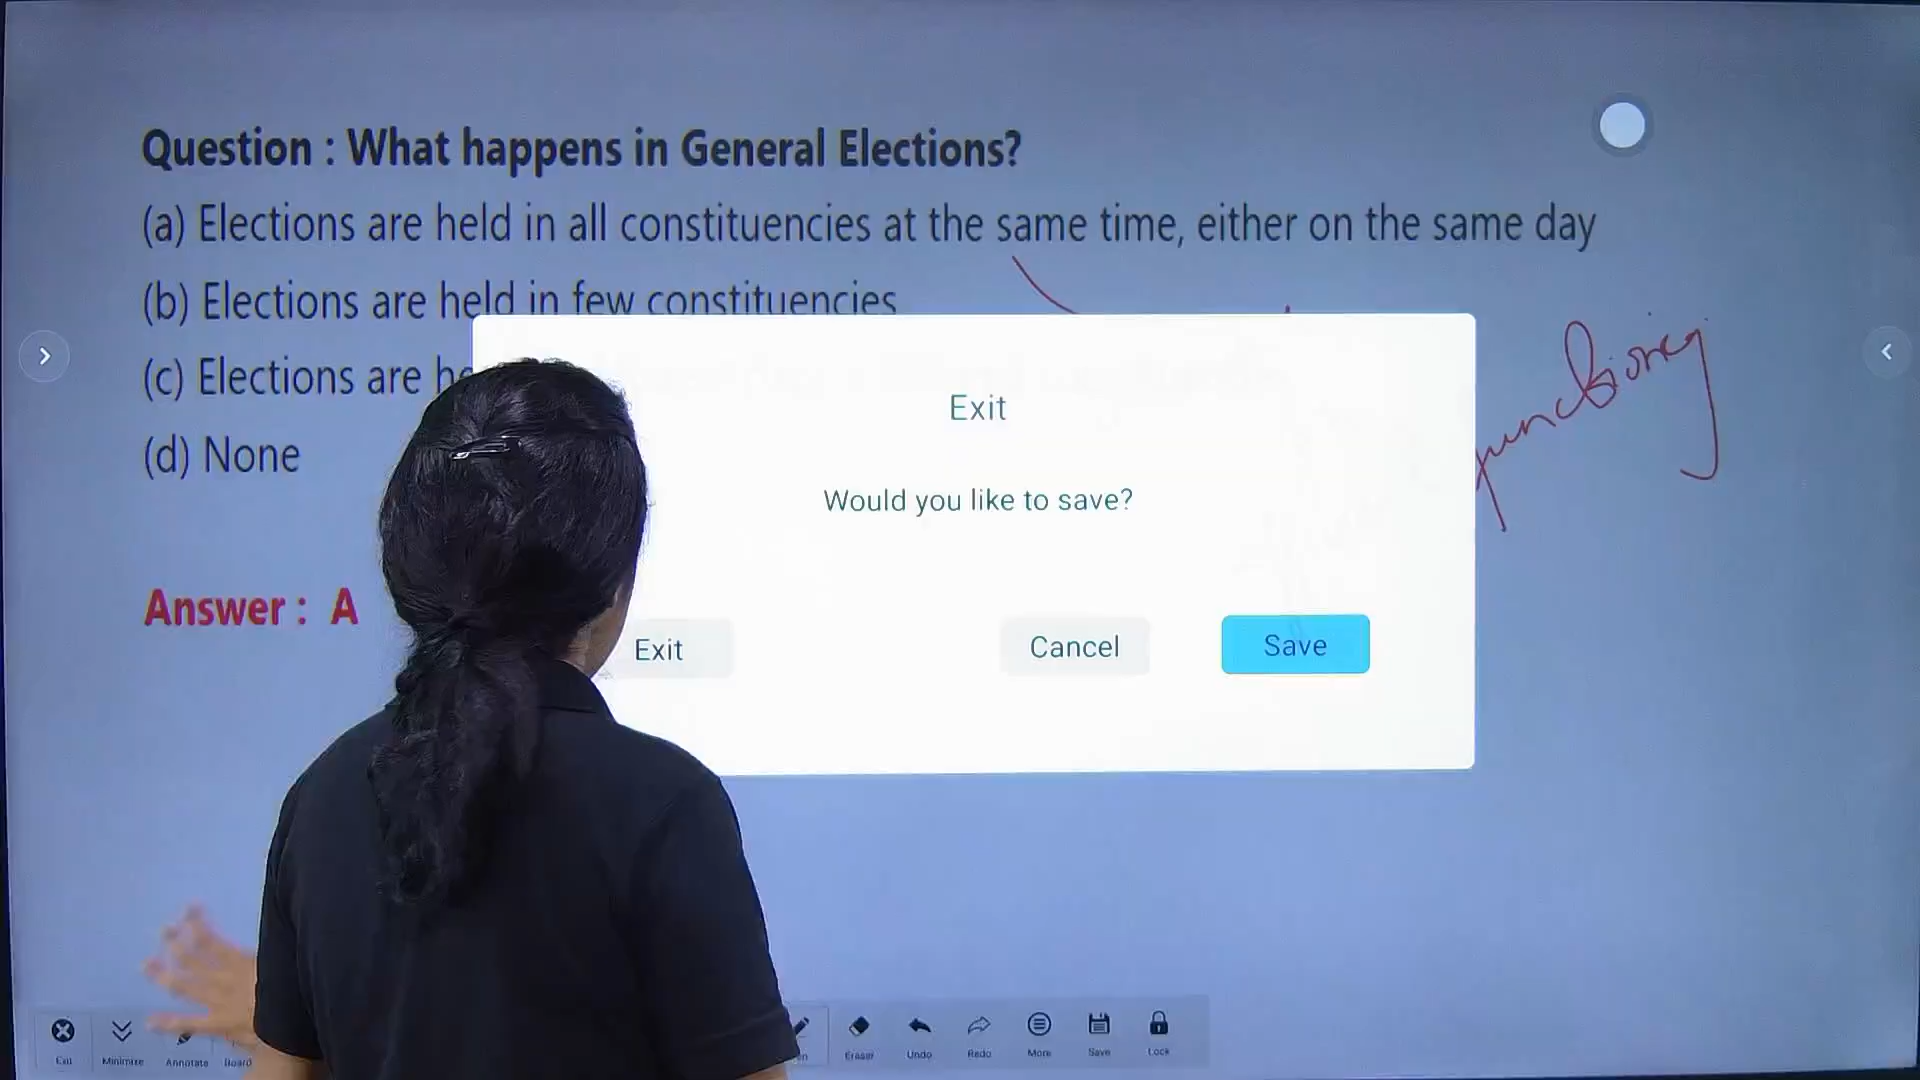 Question : What happens in General Elections?
(a) Elections are held in all constituencies at the same time, either on the same day
(b) Elections are held in few constituencies
(c) Elections are
(d) None
Answer : A
functioning
Exit
Would you like to save?
Exit
Cancel
Save
Exit
Minimize
Annotate
Board
Eraser
Undo
Redo
More
Save
Lock